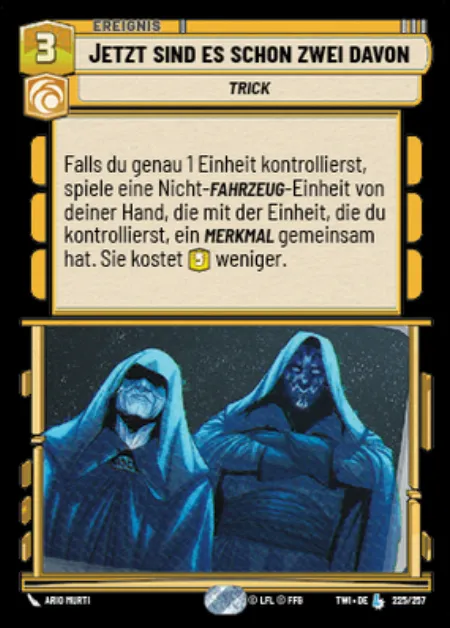 EREIGNIS
3
JETZT SIND ES SCHON ZWEI DAVON
TRICK
Falls du genau 1 Einheit kontrollierst,
spiele eine Nicht-FAHRZEUG-Einheit von
deiner Hand, die mit der Einheit, die du
kontrollierst, ein MERKMAL gemeinsam
hat. Sie kostet 5 weniger.
ARIO MURTI © LFL © FFG TWI • DE L 225/257